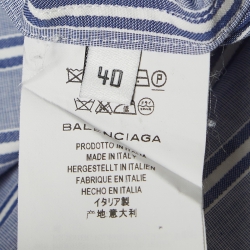 40
P
BALENCIAGA
PRODOTTO IN ITALIA
MADE IN ITALY
HERGESTELLT IN ITALIEN
FABRIQUE EN ITALIE
HECHO EN ITALIA
イタリア製
产地意大利